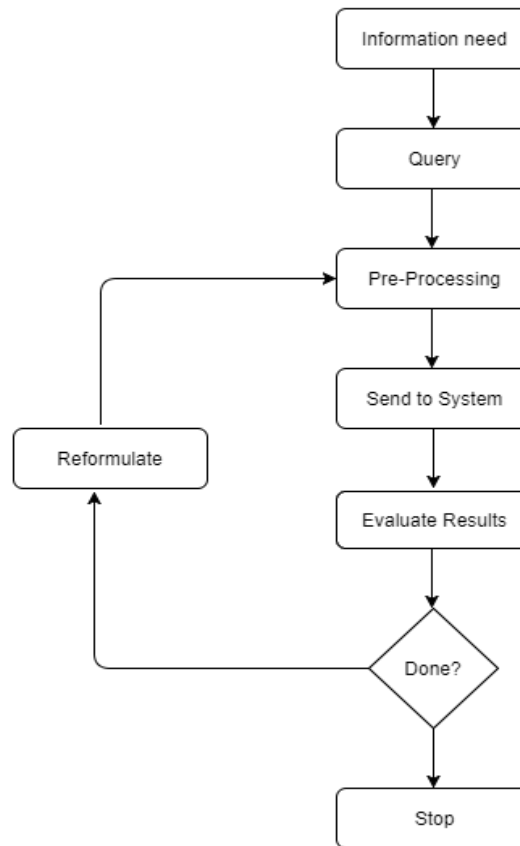 Information need
Query
Pre-Processing
Send to System
Reformulate
Evaluate Results
Done?
Stop